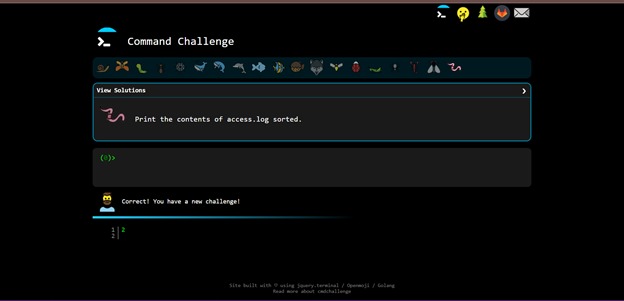 Command Challenge
View Solutions
Print the contents of access.log sorted.
(0)>
Correct! You have a new challenge!
1 2
2
Site built with ♡ using jquery.terminal / Openmoji / Golang
Read more about cmdchallenge